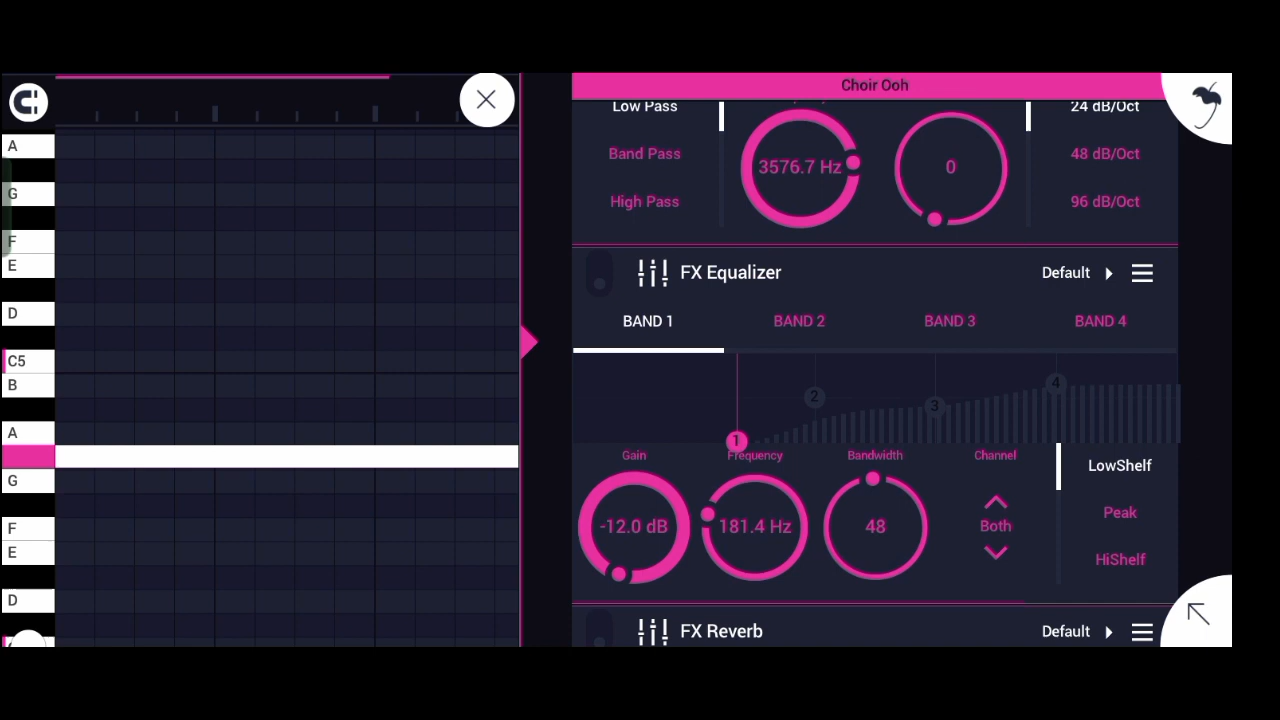 Choir Ooh
Low Pass
24 dB/Oct
A
Band Pass
3576.7 Hz
0
48 dB/Oct
G
High Pass
96 dB/Oct
F
E
FX Equalizer
Default
D
BAND 1
BAND 2
BAND 3
BAND 4
C5
B
2
3
4
A
1
Gain
Frequency
Bandwidth
Channel
LowShelf
G
-12.0 dB
181.4 Hz
48
Both
Peak
F
E
HiShelf
D
FX Reverb
Default